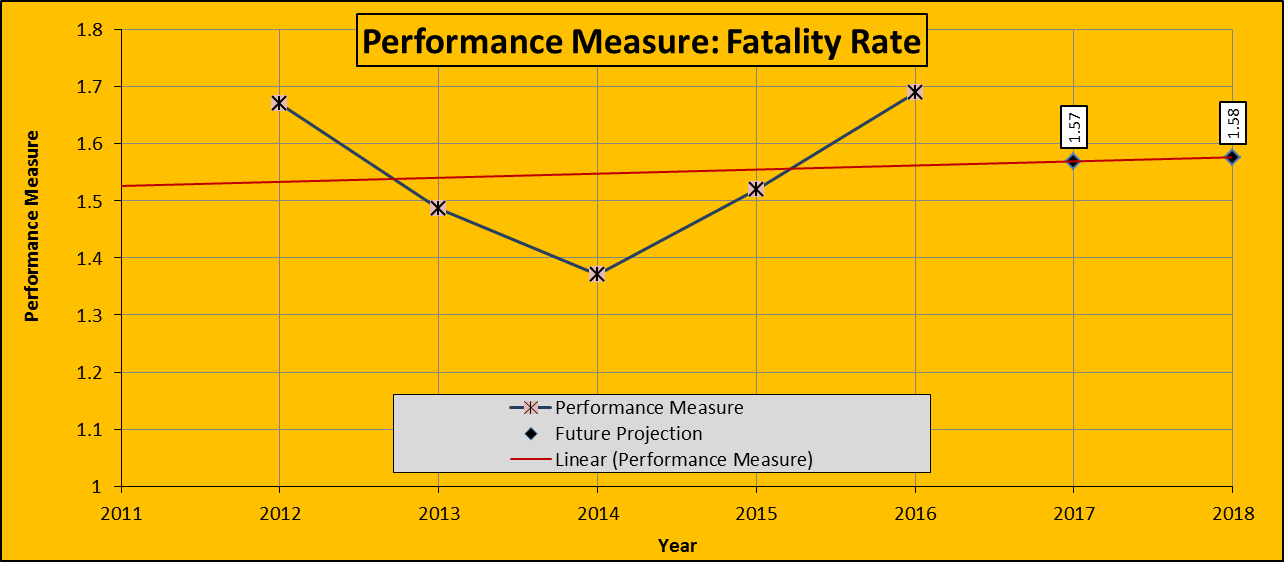 Performance Measure: Fatality Rate
1.8
1.7
1.6
1.5
1.4
1.3
1.2
1.1
1
Performance Measure
1.57
1.58
Performance Measure
Future Projection
Linear (Performance Measure)
2011 2012 2013 2014 2015 2016 2017 2018
Year